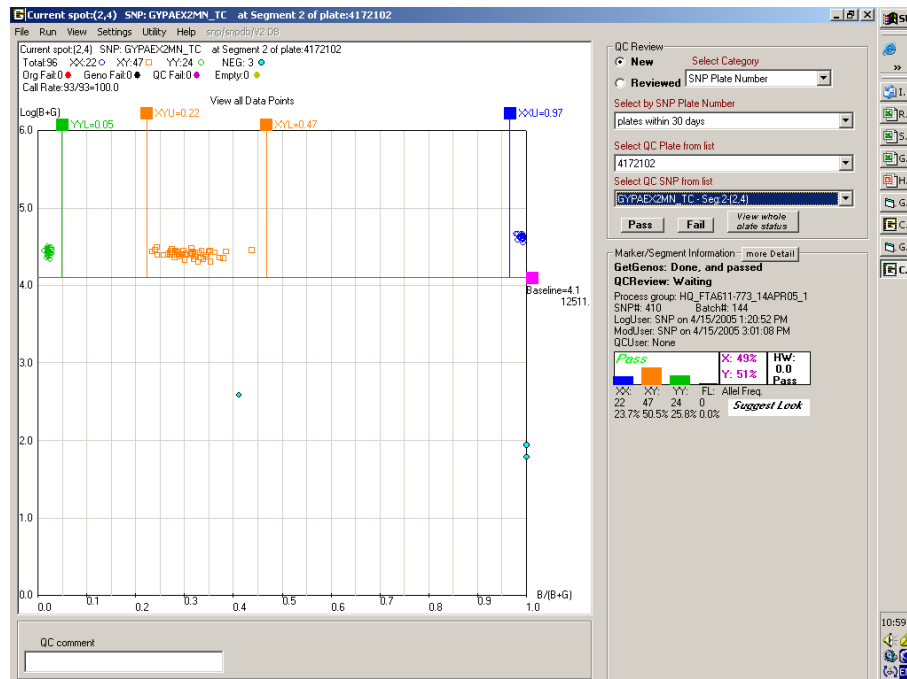 Current spot:(2,4) SNP: GYPAEX2MN_TC at Segment 2 of plate:4172102
File Run View Settings Utility Help snp/snpdb/V2 DB
Current spot:(2,4) SNP: GYPAEX2MN_TC at Segment 2 of plate:4172102
Total:96 XX:22 XY:47 YY:24 NEG: 3
Org Fail:0 Geno Fail:0 QC Fail:0 Empty:0
Call Rate:93/93=100.0
View all Data Points
Log(B+G)
YYL=0.05 XYU=0.22 XYL=0.47 XXU=0.97
6.0
5.0
4.0
Baseline=4.1
12511.
3.0
2.0
1.0
0.0
B/(B+G)
0.0 0.1 0.2 0.3 0.4 0.5 0.6 0.7 0.8 0.9 1.0
QC comment
QC Review
New
Select Category
Reviewed
SNP Plate Number
Select by SNP Plate Number
plates within 30 days
Select QC Plate from list
4172102
Select QC SNP from list
GYPAEX2MN_TC - Seg:2-(2,4)
Pass Fail View whole plate status
Marker/Segment Information more Detail
GetGenos: Done, and passed
QCReview: Waiting
Process group: HQ_FTA611-773_14APR05_1
SNP#: 410 Batch#: 144
LogUser: SNP on 4/15/2005 1:20:52 PM
ModUser: SNP on 4/15/2005 3:01:08 PM
QCUser: None
Pass X: 49% HW:
Y: 51% 0.0
Pass
XX: XY: YY: FL: Allel Freq.
22 47 24 0 Suggest Look
23.7% 50.5% 25.8% 0.0%
»
I.
R.
S.
G.
H.
G.
C.
G.
C.
10:59